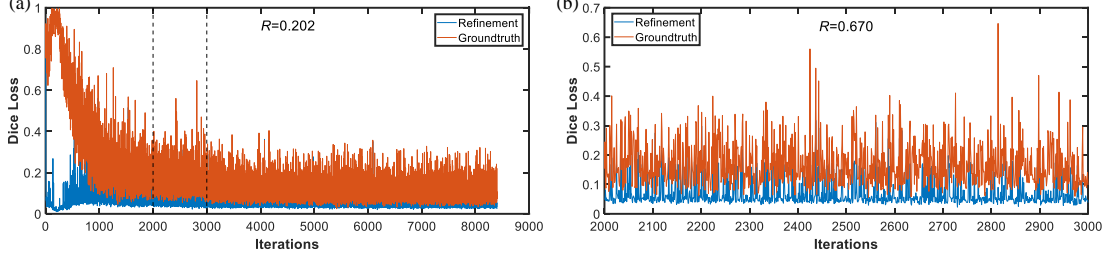 (a)
R=0.202
Refinement
Groundtruth
Dice Loss
1
0.8
0.6
0.4
0.2
0
0 1000 2000 3000 4000 5000 6000 7000 8000 9000
Iterations
(b)
R=0.670
Refinement
Groundtruth
Dice Loss
0.7
0.6
0.5
0.4
0.3
0.2
0.1
0
2000 2100 2200 2300 2400 2500 2600 2700 2800 2900 3000
Iterations